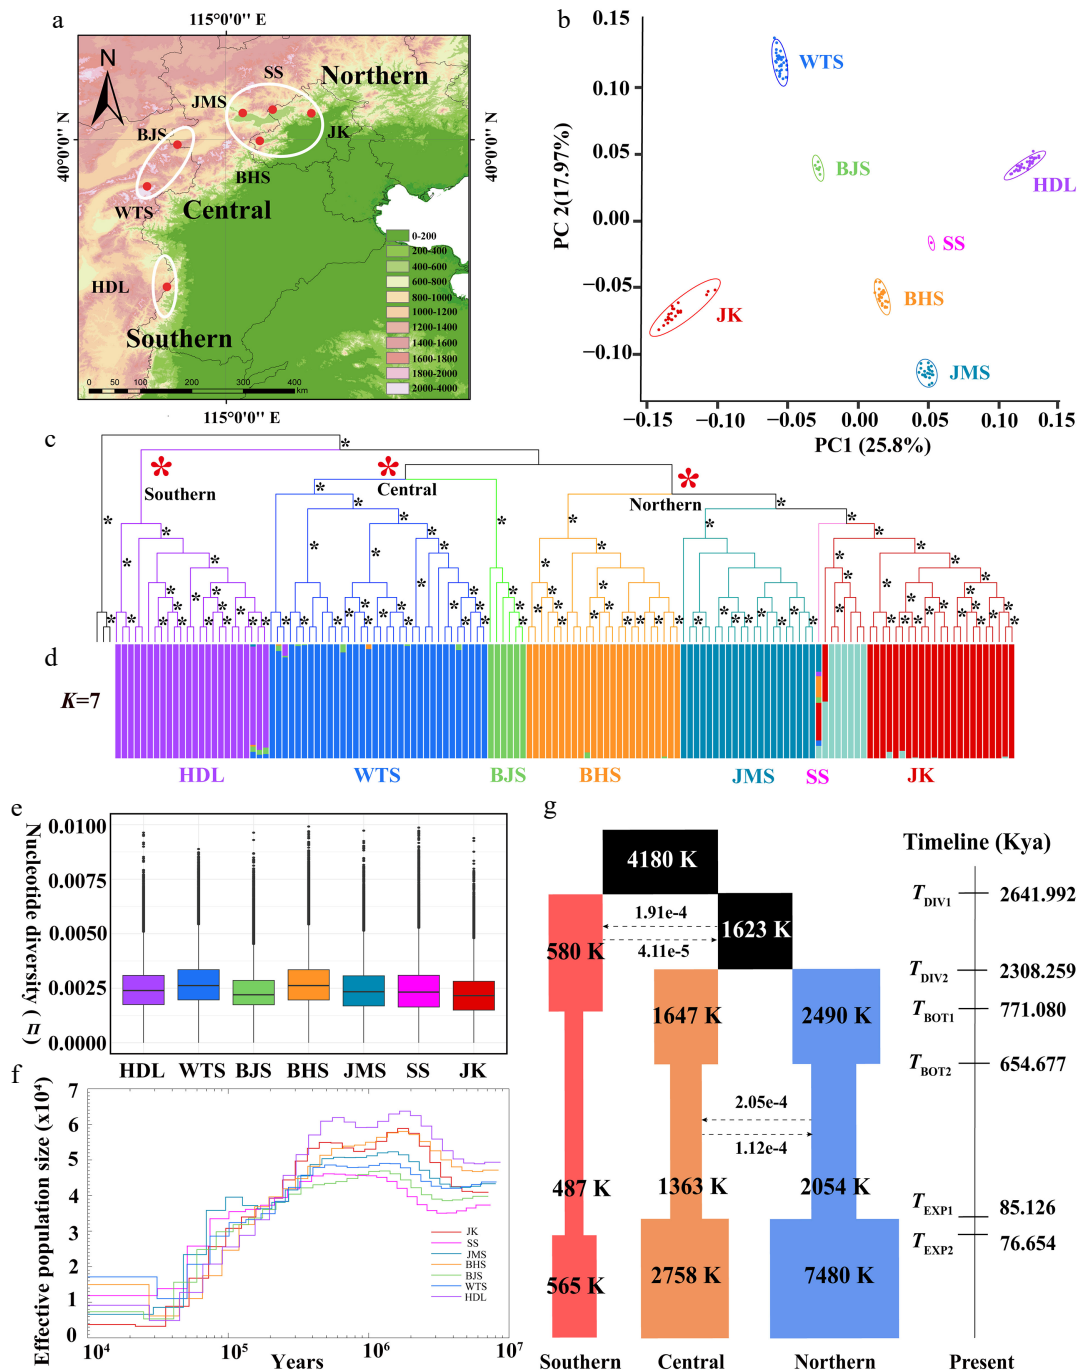 a
115°0'0'' E
N
SS
Northern
JMS
BJS
JK
BHS
WTS
Central
HDL
Southern
40°0'0'' N
40°0'0'' N
0-200
200-400
400-600
600-800
800-1000
1000-1200
1200-1400
1400-1600
1600-1800
1800-2000
2000-4000
0 50 100 200 300 400
km
115°0'0'' E
b
0.15
0.10
0.05
0.00
−0.05
−0.10
PC 2(17.97%)
WTS
BJS
HDL
SS
BHS
JK
JMS
−0.15 −0.10 −0.05 0.00 0.05 0.10 0.15
PC1 (25.8%)
c
Southern
Central
Northern
d
K=7
HDL WTS BJS BHS JMS SS JK
e
Nucleotide diversity (π)
0.0100
0.0075
0.0050
0.0025
0.0000
HDL WTS BJS BHS JMS SS JK
f
Effective population size (x10⁴)
7
6
5
4
3
2
1
0
JK
SS
JMS
BHS
BJS
WTS
HDL
10⁴ 10⁵ 10⁶ 10⁷
Years
g
4180 K
Timeline (Kya)
1.91e-4
4.11e-5
580 K
1623 K
1647 K
2490 K
2.05e-4
1.12e-4
487 K
1363 K
2054 K
565 K
2758 K
7480 K
T DIV1 2641.992
T DIV2 2308.259
T BOT1 771.080
T BOT2 654.677
T EXP1 85.126
T EXP2 76.654
Southern Central Northern Present